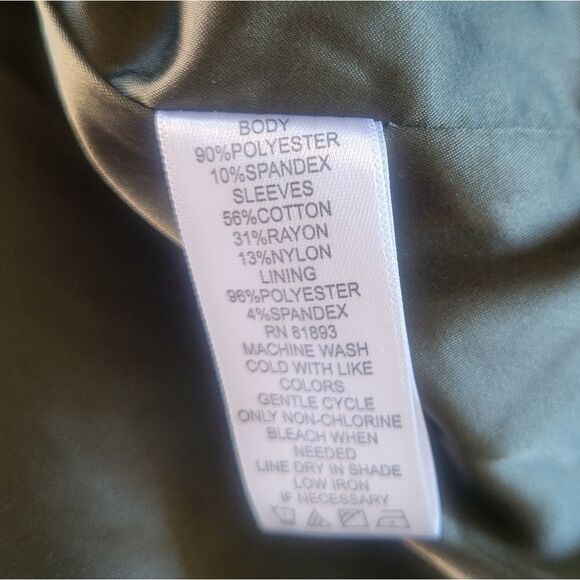 BODY
90%POLYESTER
10%SPANDEX
SLEEVES
56%COTTON
31%RAYON
13%NYLON
LINING
96%POLYESTER
4%SPANDEX
RN 81893
MACHINE WASH
COLD WITH LIKE
COLORS
GENTLE CYCLE
ONLY NON-CHLORINE
BLEACH WHEN
NEEDED
LINE DRY IN SHADE
LOW IRON
IF NECESSARY